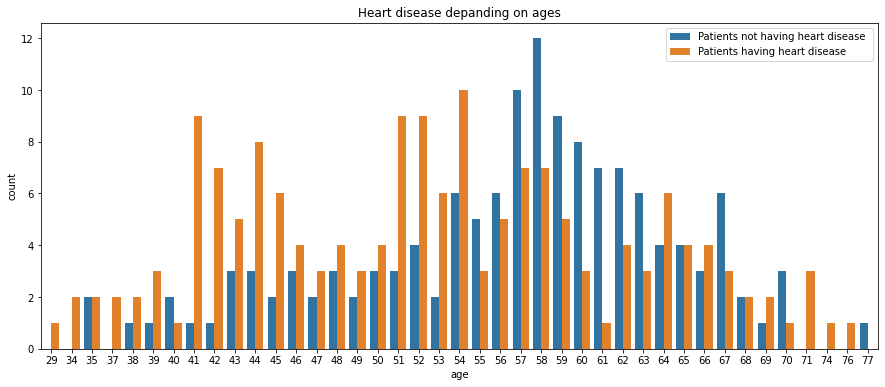 Heart disease depanding on ages
Patients not having heart disease
Patients having heart disease
12
10
8
6
4
2
0
count
29 34 35 37 38 39 40 41 42 43 44 45 46 47 48 49 50 51 52 53 54 55 56 57 58 59 60 61 62 63 64 65 66 67 68 69 70 71 74 76 77
age